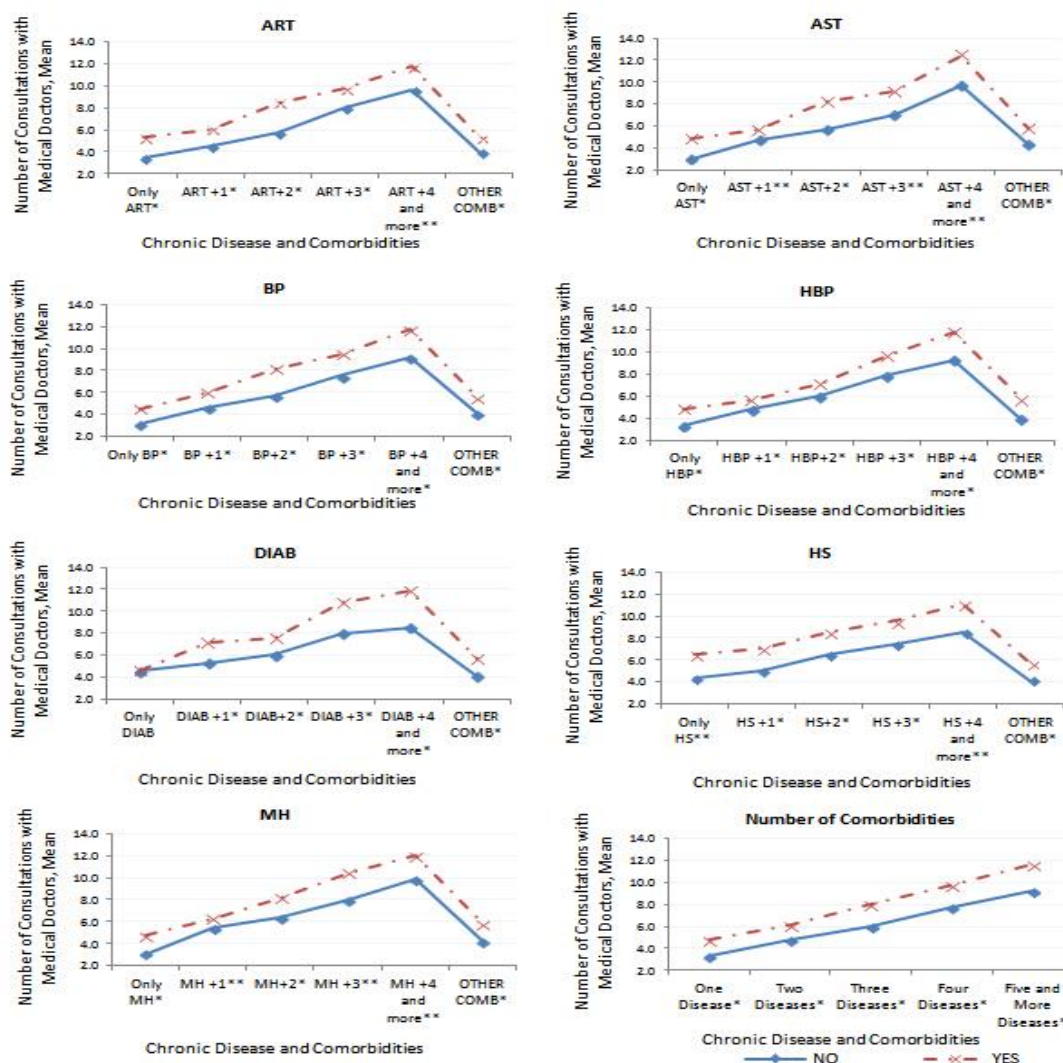 ART
Number of Consultations with
Medical Doctors, Mean
14.0
12.0
10.0
8.0
6.0
4.0
2.0
Only
ART*
ART +1*
ART+2*
ART +3*
ART +4
and
more**
OTHER
COMB*
Chronic Disease and Comorbidities
AST
Number of Consultations with
Medical Doctors, Mean
14.0
12.0
10.0
8.0
6.0
4.0
2.0
Only
AST*
AST +1**
AST+2*
AST +3**
AST +4
and
more**
OTHER
COMB*
Chronic Disease and Comorbidities
BP
Number of Consultations with
Medical Doctors, Mean
14.0
12.0
10.0
8.0
6.0
4.0
2.0
Only BP*
BP +1*
BP+2*
BP +3*
BP +4
and
more*
OTHER
COMB*
Chronic Disease and Comorbidities
HBP
Number of Consultations with
Medical Doctors, Mean
14.0
12.0
10.0
8.0
6.0
4.0
2.0
Only
HBP*
HBP +1*
HBP+2*
HBP +3*
HBP +4
and
more*
OTHER
COMB*
Chronic Disease and Comorbidities
DIAB
Number of Consultations with
Medical Doctors, Mean
14.0
12.0
10.0
8.0
6.0
4.0
2.0
Only
DIAB
DIAB +1*
DIAB+2*
DIAB +3*
DIAB +4
and
more*
OTHER
COMB*
Chronic Disease and Comorbidities
HS
Number of Consultations with
Medical Doctors, Mean
14.0
12.0
10.0
8.0
6.0
4.0
2.0
Only
HS**
HS +1*
HS+2*
HS +3*
HS +4
and
more**
OTHER
COMB*
Chronic Disease and Comorbidities
MH
Number of Consultations with
Medical Doctors, Mean
14.0
12.0
10.0
8.0
6.0
4.0
2.0
Only
MH*
MH +1**
MH+2*
MH +3**
MH +4
and
more**
OTHER
COMB*
Chronic Disease and Comorbidities
Number of Comorbidities
Number of Consultations with
Medical Doctors, Mean
14.0
12.0
10.0
8.0
6.0
4.0
2.0
One
Disease*
Two
Diseases*
Three
Diseases*
Four
Diseases*
Five and
More
Diseases*
Chronic Disease and Comorbidities
NO
YES